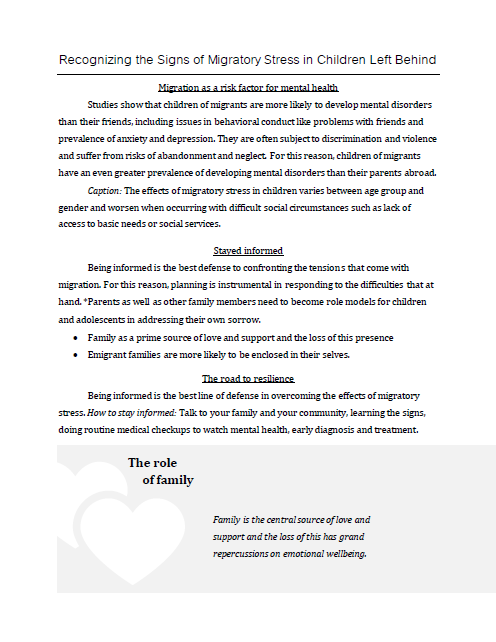 Recognizing the Signs of Migratory Stress in Children Left Behind
Migration as a risk factor for mental health
Studies show that children of migrants are more likely to develop mental disorders
than their friends, including issues in behavioral conduct like problems with friends and
prevalence of anxiety and depression. They are often subject to discrimination and violence
and suffer from risks of abandonment and neglect. For this reason, children of migrants
have an even greater prevalence of developing mental disorders than their parents abroad.
Caption: The effects of migratory stress in children varies between age group and
gender and worsen when occurring with difficult social circumstances such as lack of
access to basic needs or social services.
Stayed informed
Being informed is the best defense to confronting the tensions that come with
migration. For this reason, planning is instrumental in responding to the difficulties that at
hand. *Parents as well as other family members need to become role models for children
and adolescents in addressing their own sorrow.
• Family as a prime source of love and support and the loss of this presence
• Emigrant families are more likely to be enclosed in their selves.
The road to resilience
Being informed is the best line of defense in overcoming the effects of migratory
stress. How to stay informed: Talk to your family and your community, learning the signs,
doing routine medical checkups to watch mental health, early diagnosis and treatment.
The role
of family
Family is the central source of love and
support and the loss of this has grand
repercussions on emotional wellbeing.